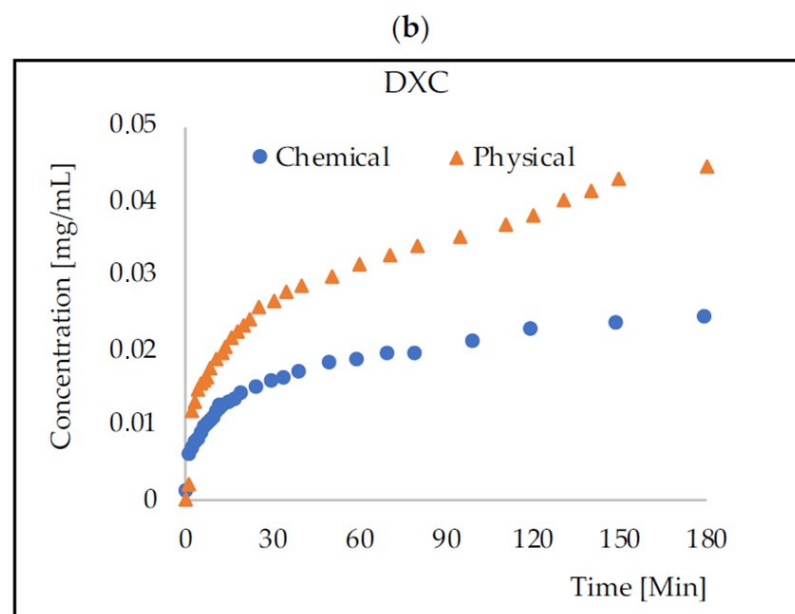 (b)
DXC
0.05
Chemical Physical
0.04
0.03
0.02
0.01
0
Concentration [mg/mL]
0 30 60 90 120 150 180
Time [Min]